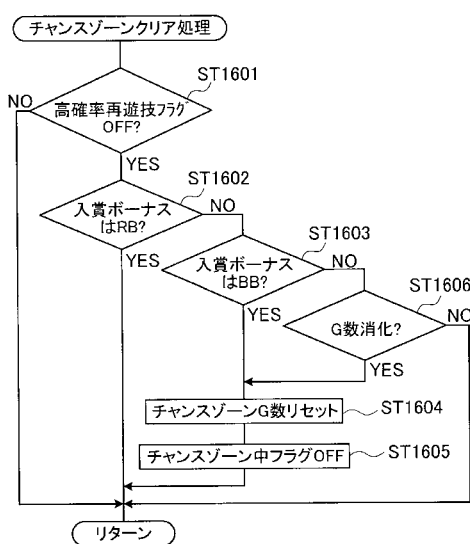 チャンスゾーンクリア処理
ST1601
NO
高確率再遊技フラグ
OFF?
YES
ST1602
入賞ボーナス
はRB?
NO
YES
ST1603
入賞ボーナス
はBB?
NO
YES
ST1606
G数消化?
NO
YES
チャンスゾーンG数リセット
ST1604
チャンスゾーン中フラグOFF
ST1605
リターン